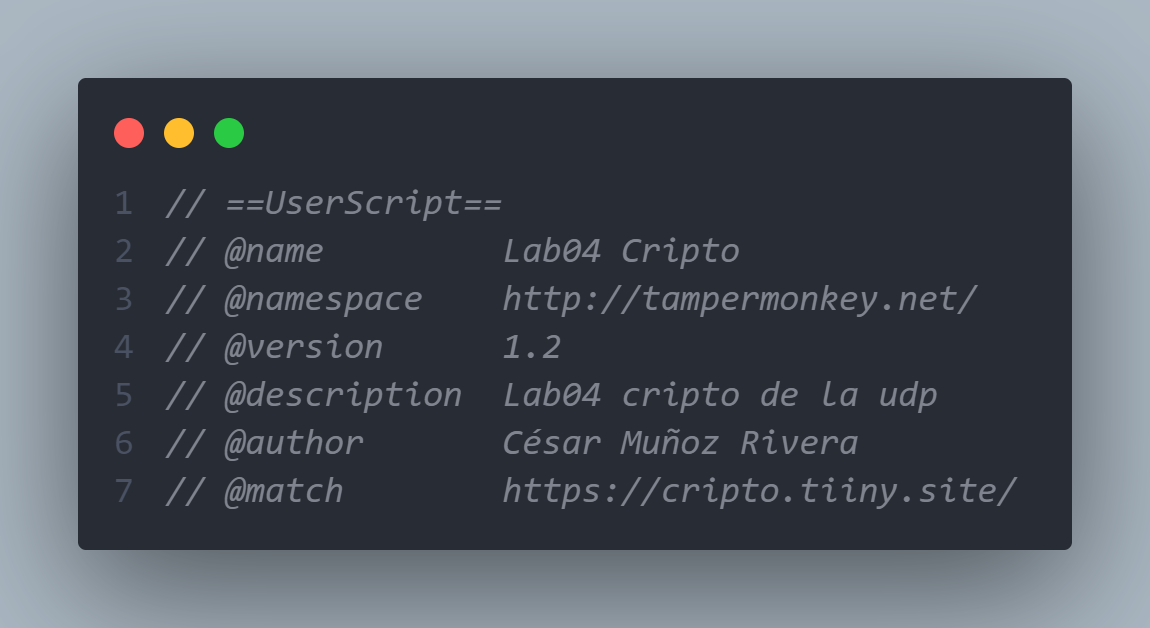 1 // ==UserScript==
2 // @name         Lab04 Cripto
3 // @namespace    http://tampermonkey.net/
4 // @version      1.2
5 // @description  Lab04 cripto de la udp
6 // @author       César Muñoz Rivera
7 // @match        https://cripto.tiiny.site/